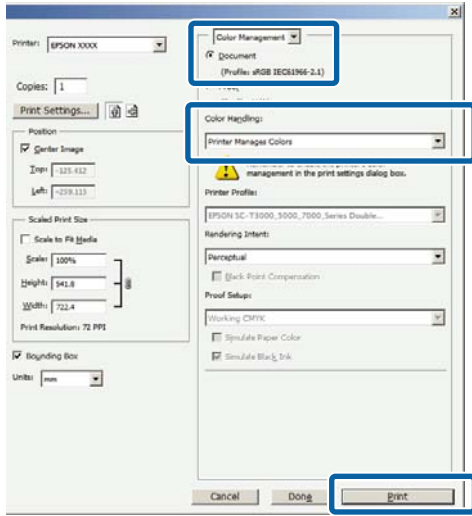 Printer: EPSON XXXX
Copies: 1
Print Settings...
Position
Center Image
Top: -125.412
Left: -259.113
Scaled Print Size
Scale to Fit Media
Scale: 100%
Height: 541.8
Width: 722.4
Print Resolution: 72 PPI
Bounding Box
Units: mm
Color Management
Document
(Profile: sRGB IEC61966-2.1)
Color Handling:
Printer Manages Colors
management in the print settings dialog box.
Printer Profile:
EPSON SC-T3000_5000_7000_Series Double...
Rendering Intent:
Perceptual
Black Point Compensation
Proof Setup:
Working CMYK
Simulate Paper Color
Simulate Black Ink
Cancel
Done
Print